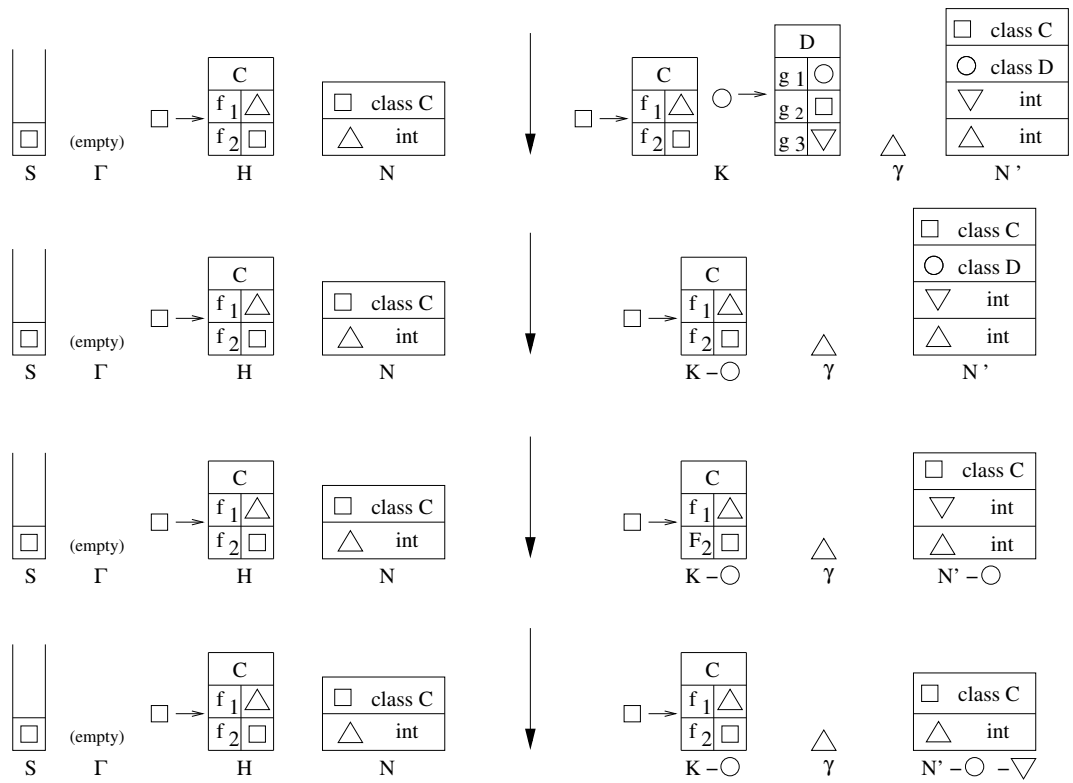 D
class C
class D
int
int
C
f 1
f 2
class C
int
C
f 1
f 2
g 1
g 2
g 3
(empty)
S Γ H N K γ N '
class C
class D
int
int
C
f 1
f 2
class C
int
C
f 1
f 2
(empty)
S Γ H N K – γ N '
C
f 1
f 2
class C
int
C
f 1
F 2
class C
int
int
(empty)
S Γ H N K – γ N' –
C
f 1
f 2
class C
int
C
f 1
f 2
class C
int
(empty)
S Γ H N K – γ N' – –